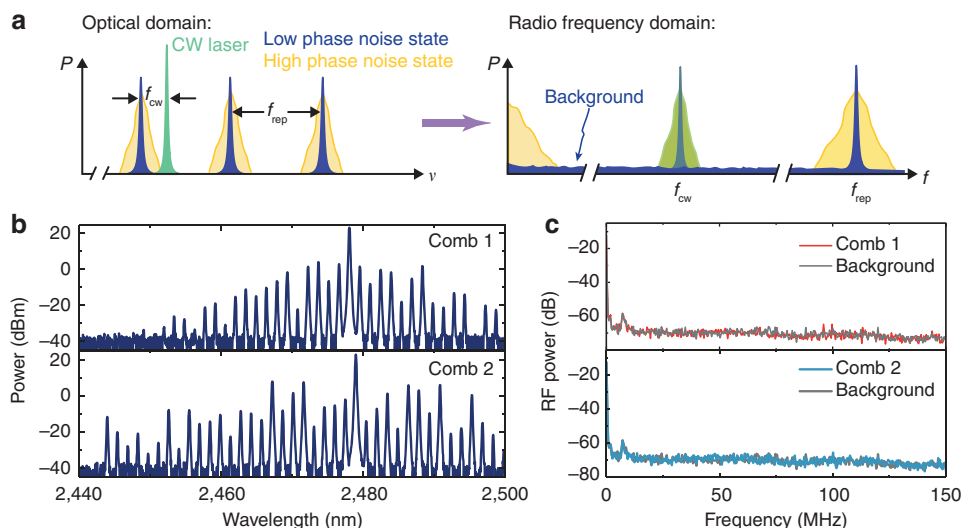 a
Optical domain:
CW laser
Low phase noise state
High phase noise state
P
f_cw
f_rep
ν
Radio frequency domain:
P
Background
f_cw
f_rep
f
b
Power (dBm)
20
0
−20
−40
20
0
−20
−40
Comb 1
Comb 2
2,440 2,460 2,480 2,500
Wavelength (nm)
c
RF power (dB)
−20
−40
−60
−20
−40
−60
−80
Comb 1
Background
Comb 2
Background
0 50 100 150
Frequency (MHz)